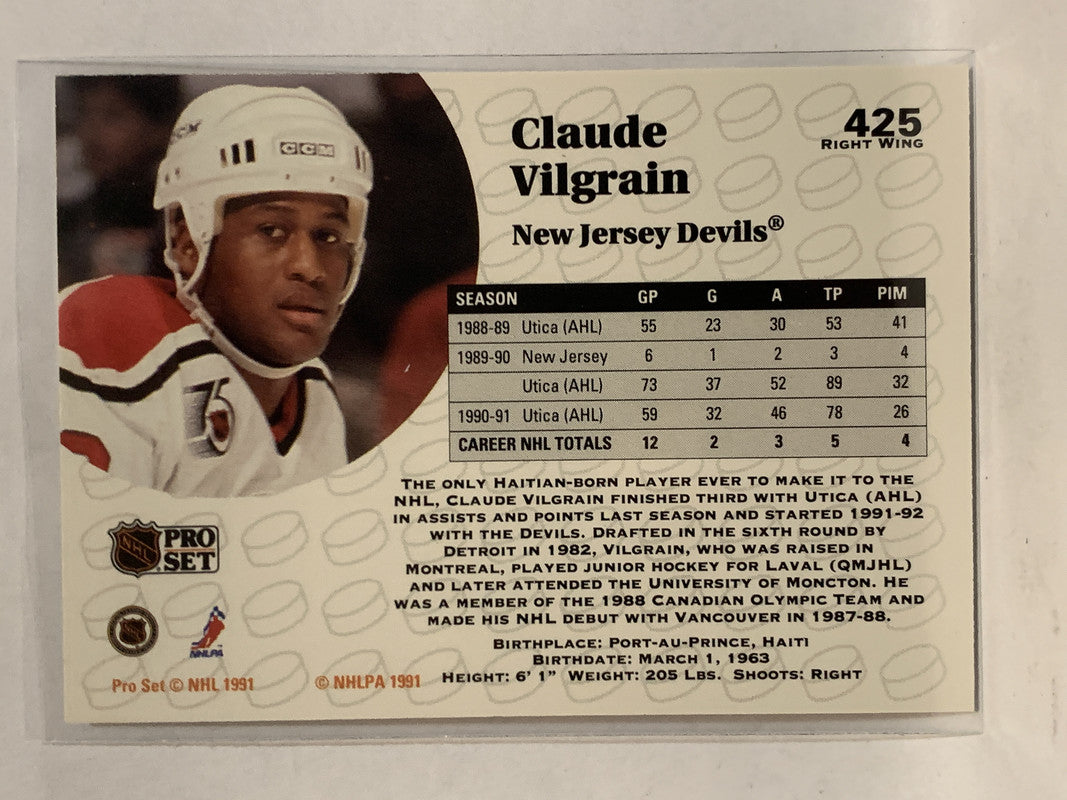 CCM
CCM
75
Claude
Vilgrain
New Jersey Devils®
425
RIGHT WING
SEASON GP G A TP PIM
1988-89 Utica (AHL) 55 23 30 53 41
1989-90 New Jersey 6 1 2 3 4
Utica (AHL) 73 37 52 89 32
1990-91 Utica (AHL) 59 32 46 78 26
CAREER NHL TOTALS 12 2 3 5 4
THE ONLY HAITIAN-BORN PLAYER EVER TO MAKE IT TO THE
NHL, CLAUDE VILGRAIN FINISHED THIRD WITH UTICA (AHL)
IN ASSISTS AND POINTS LAST SEASON AND STARTED 1991-92
WITH THE DEVILS. DRAFTED IN THE SIXTH ROUND BY
DETROIT IN 1982, VILGRAIN, WHO WAS RAISED IN
MONTREAL, PLAYED JUNIOR HOCKEY FOR LAVAL (QMJHL)
AND LATER ATTENDED THE UNIVERSITY OF MONCTON. HE
WAS A MEMBER OF THE 1988 CANADIAN OLYMPIC TEAM AND
MADE HIS NHL DEBUT WITH VANCOUVER IN 1987-88.
BIRTHPLACE: PORT-AU-PRINCE, HAITI
BIRTHDATE: MARCH 1, 1963
HEIGHT: 6' 1" WEIGHT: 205 LBS. SHOOTS: RIGHT
NHL PRO
SET
NHLPA
Pro Set © NHL 1991 © NHLPA 1991